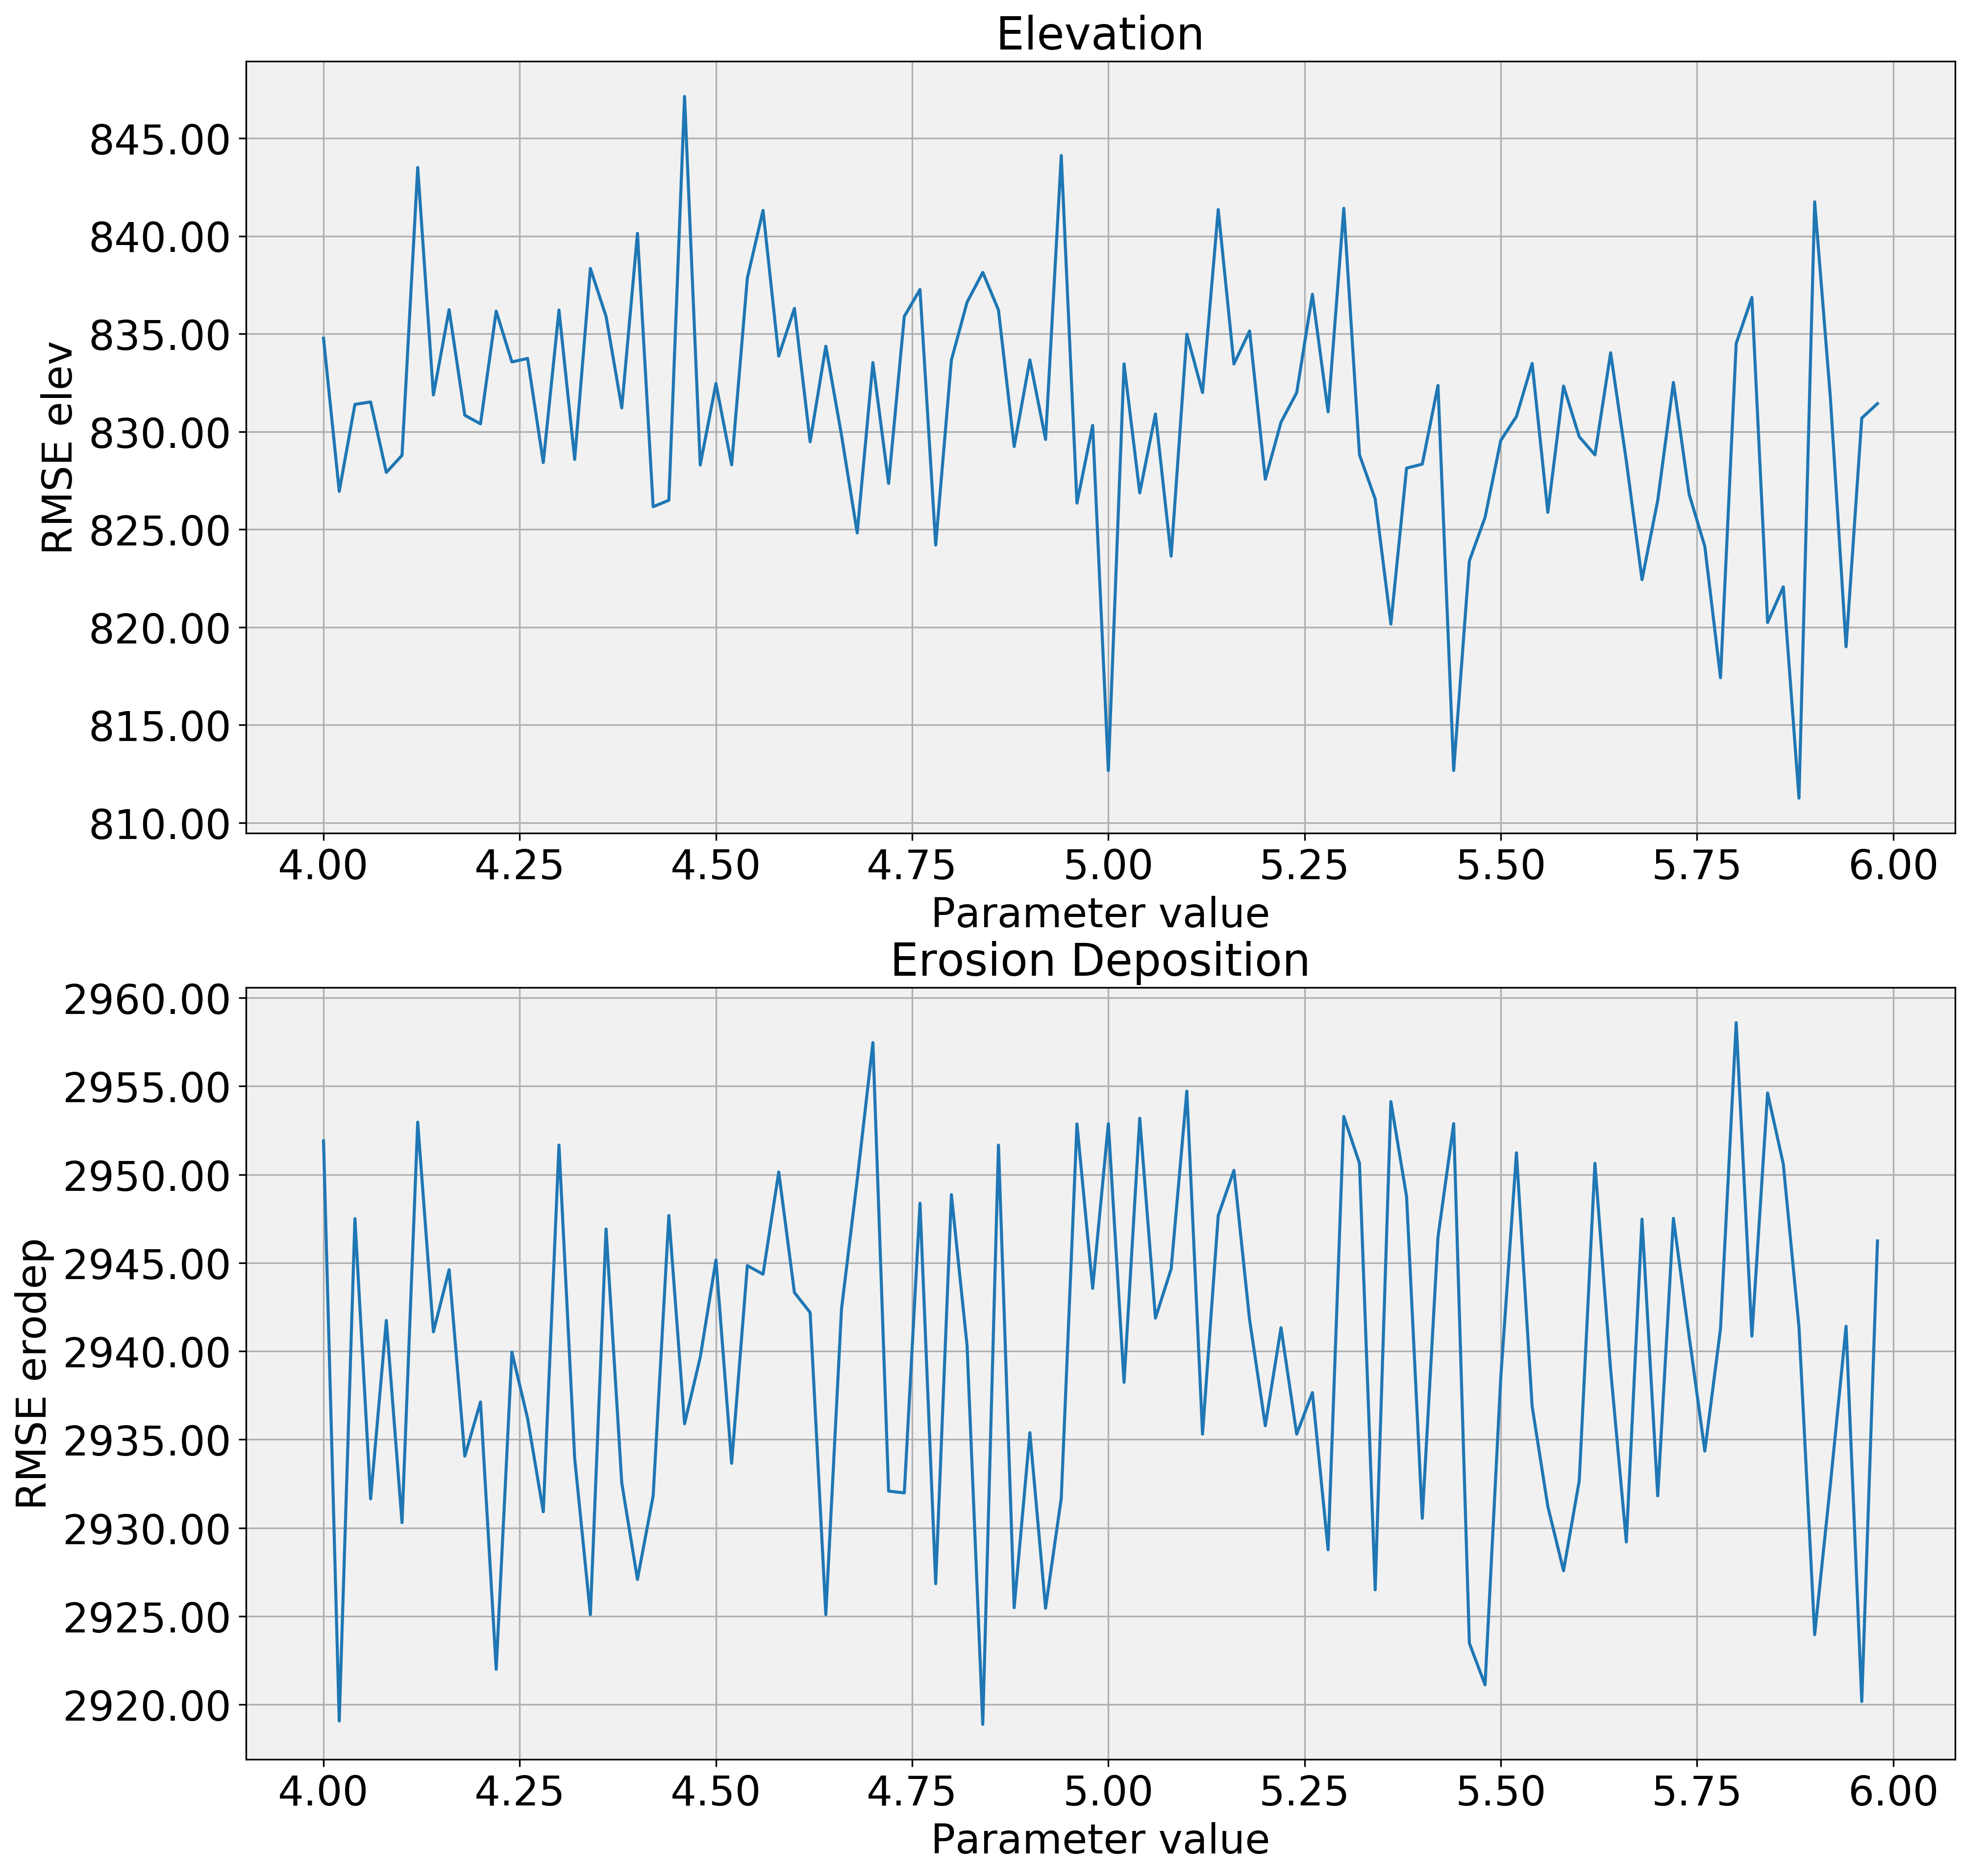 Elevation
RMSE elev
845.00
840.00
835.00
830.00
825.00
820.00
815.00
810.00
4.00 4.25 4.50 4.75 5.00 5.25 5.50 5.75 6.00
Parameter value
Erosion Deposition
RMSE erodep
2960.00
2955.00
2950.00
2945.00
2940.00
2935.00
2930.00
2925.00
2920.00
4.00 4.25 4.50 4.75 5.00 5.25 5.50 5.75 6.00
Parameter value